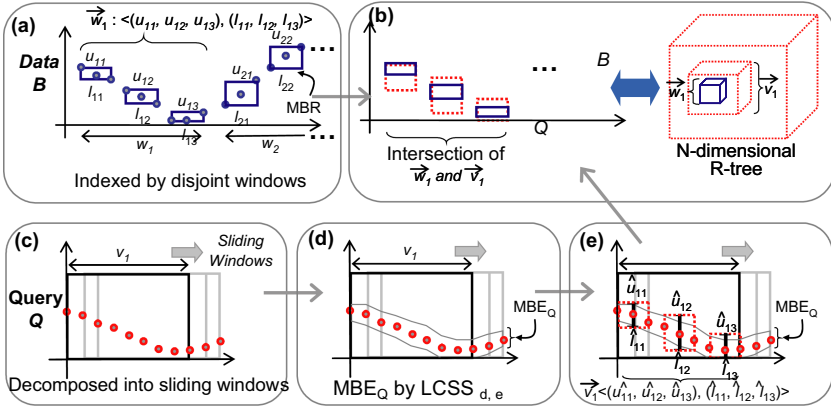 (a)
w₁ : <(u₁₁, u₁₂, u₁₃), (l₁₁, l₁₂, l₁₃)>
Data
B
u₁₁
l₁₁
u₁₂
l₁₂
u₁₃
l₁₃
u₂₁
l₂₁
u₂₂
l₂₂
...
MBR
w₁
w₂
...
Indexed by disjoint windows
(b)
...
B
Q
Intersection of
w₁ and v₁
w₁
v₁
N-dimensional
R-tree
(c)
v₁
Sliding
Windows
Query
Q
Decomposed into sliding windows
(d)
v₁
MBE_Q
MBE_Q by LCSS d, e
(e)
û₁₁
û₁₂
û₁₃
l̂₁₁
l̂₁₂
l̂₁₃
MBE_Q
v₁<(û₁₁, û₁₂, û₁₃), (l̂₁₁, l̂₁₂, l̂₁₃)>